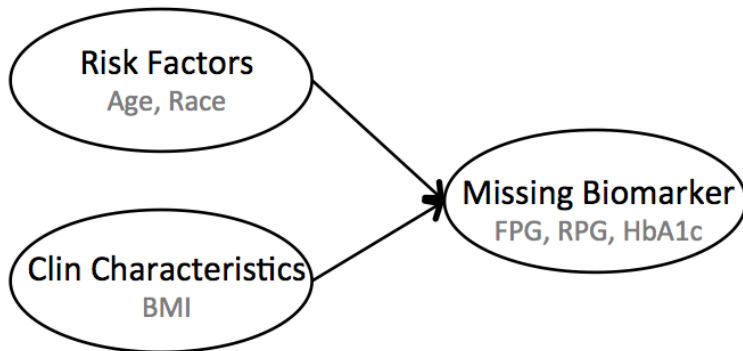 Risk Factors
Age, Race
Missing Biomarker
FPG, RPG, HbA1c
Clin Characteristics
BMI